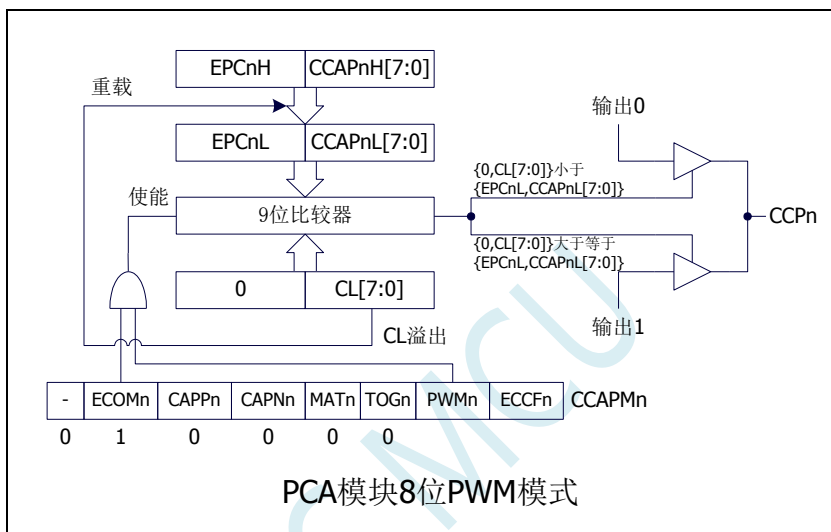 EPCnH CCAPnH[7:0]
重载
EPCnL CCAPnL[7:0]
输出0
使能
{0,CL[7:0]}小于
{EPCnL,CCAPnL[7:0]}
9位比较器
CCPn
{0,CL[7:0]}大于等于
{EPCnL,CCAPnL[7:0]}
0 CL[7:0]
输出1
CL溢出
- ECOMn CAPPn CAPNn MATn TOGn PWMn ECCFn CCAPMn
0 1 0 0 0 0
PCA模块8位PWM模式
MCU